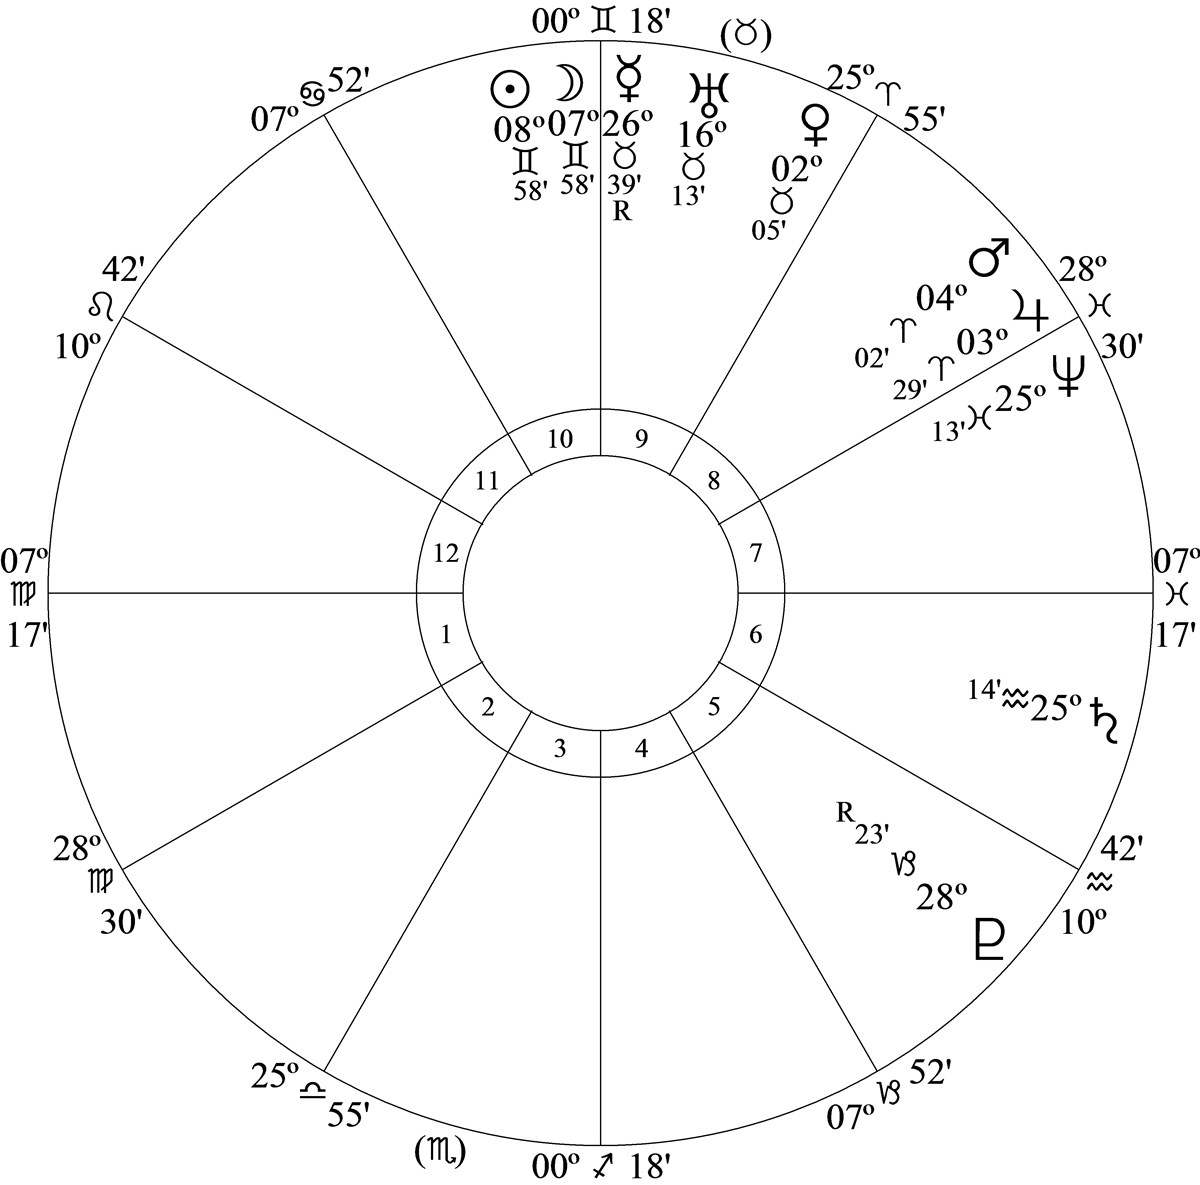 00º ♊ 18'
(♉)
25º ♈ 55'
28º ♓ 30'
07º ♓ 17'
42' ♒ 10º
52' ♑ 07º
00º ♐ 18'
(♏)
25º ♎ 55'
28º ♍ 30'
07º ♍ 17'
42' ♌ 10º
07º ♋ 52'
☉ 08º ♊ 58'
☽ 07º ♊ 58'
☿ 26º ♉ 39' R
♅ 16º ♉ 13'
♀ 02º ♉ 05'
♂ 04º ♈ 02'
♃ 03º ♈ 29'
♆ 25º ♓ 13'
14' ♒ 25º ♄
R 23' ♑ 28º ♇
10
9
11
8
12
7
1
6
2
5
3
4